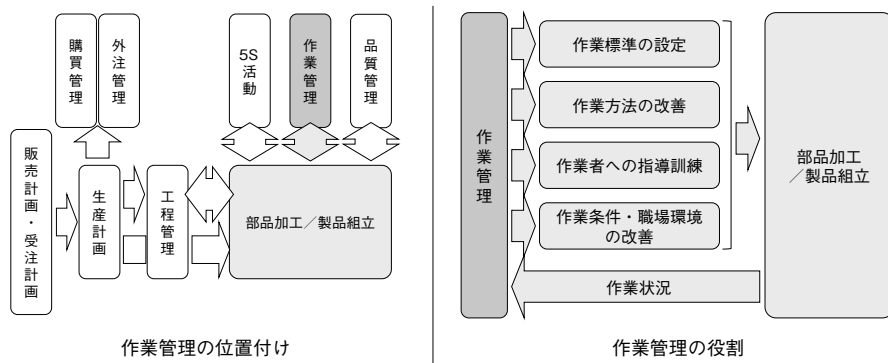 購買管理
外注管理
5S活動
作業管理
品質管理
販売計画・受注計画
生産計画
工程管理
部品加工／製品組立
作業管理の位置付け
作業管理
作業標準の設定
作業方法の改善
作業者への指導訓練
作業条件・職場環境
の改善
部品加工
／製品組立
作業状況
作業管理の役割